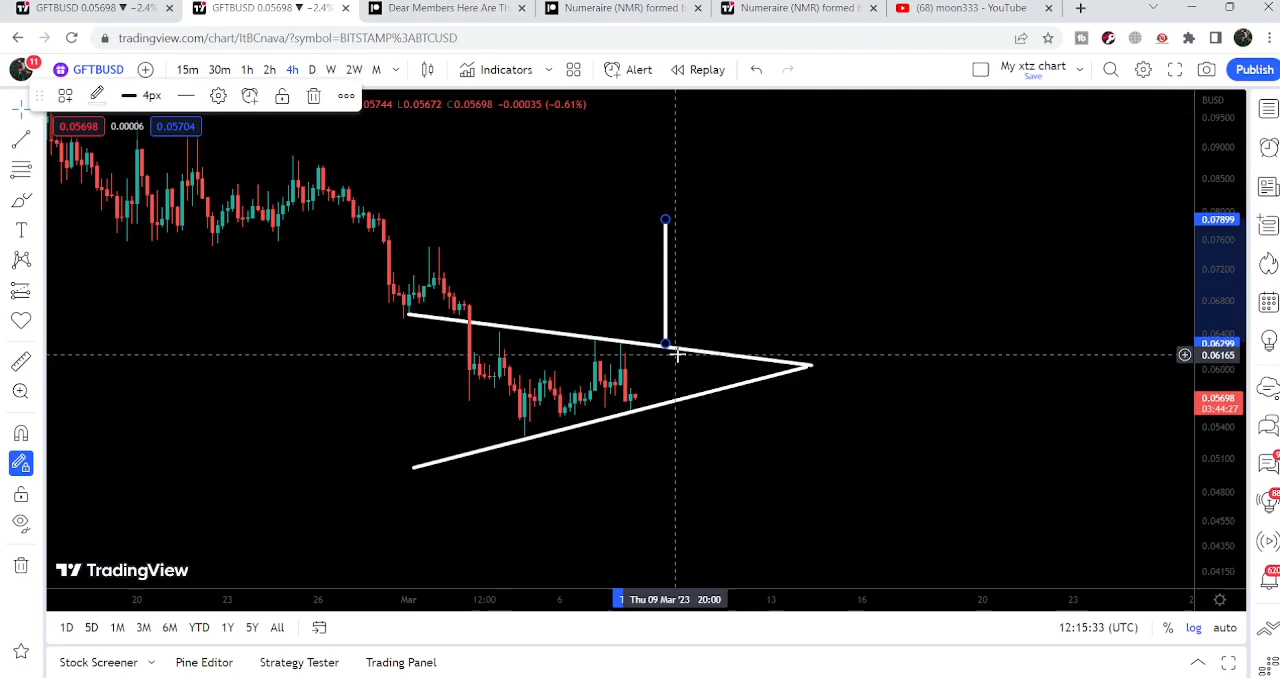 GFTBUSD 0.05698 ▼ −2.4%
GFTBUSD 0.05698 ▼ −2.4%
Dear Members Here Are Th
Numeraire (NMR) formed b
Numeraire (NMR) formed b
(68) moon333 - YouTube
tradingview.com/chart/ItBCnava/?symbol=BITSTAMP%3ABTCUSD
11
GFTBUSD
15m 30m 1h 2h 4h D W 2W M
Indicators
Alert
Replay
My xtz chart
Save
Publish
4px
05744 L0.05672 C0.05698 −0.00035 (−0.61%)
0.05698 0.00006 0.05704
BUSD
0.09500
0.09000
0.08500
0.08000
0.07899
0.07600
0.07200
0.06800
0.06400
0.06299
0.06165
0.06000
0.05698
03:44:27
0.05400
0.05100
0.04800
0.04550
0.04350
0.04150
TradingView
20 23 26 Mar 12:00 6 Thu 09 Mar '23 20:00 13 16 20 23
1D 5D 1M 3M 6M YTD 1Y 5Y All
12:15:33 (UTC) % log auto
Stock Screener Pine Editor Strategy Tester Trading Panel